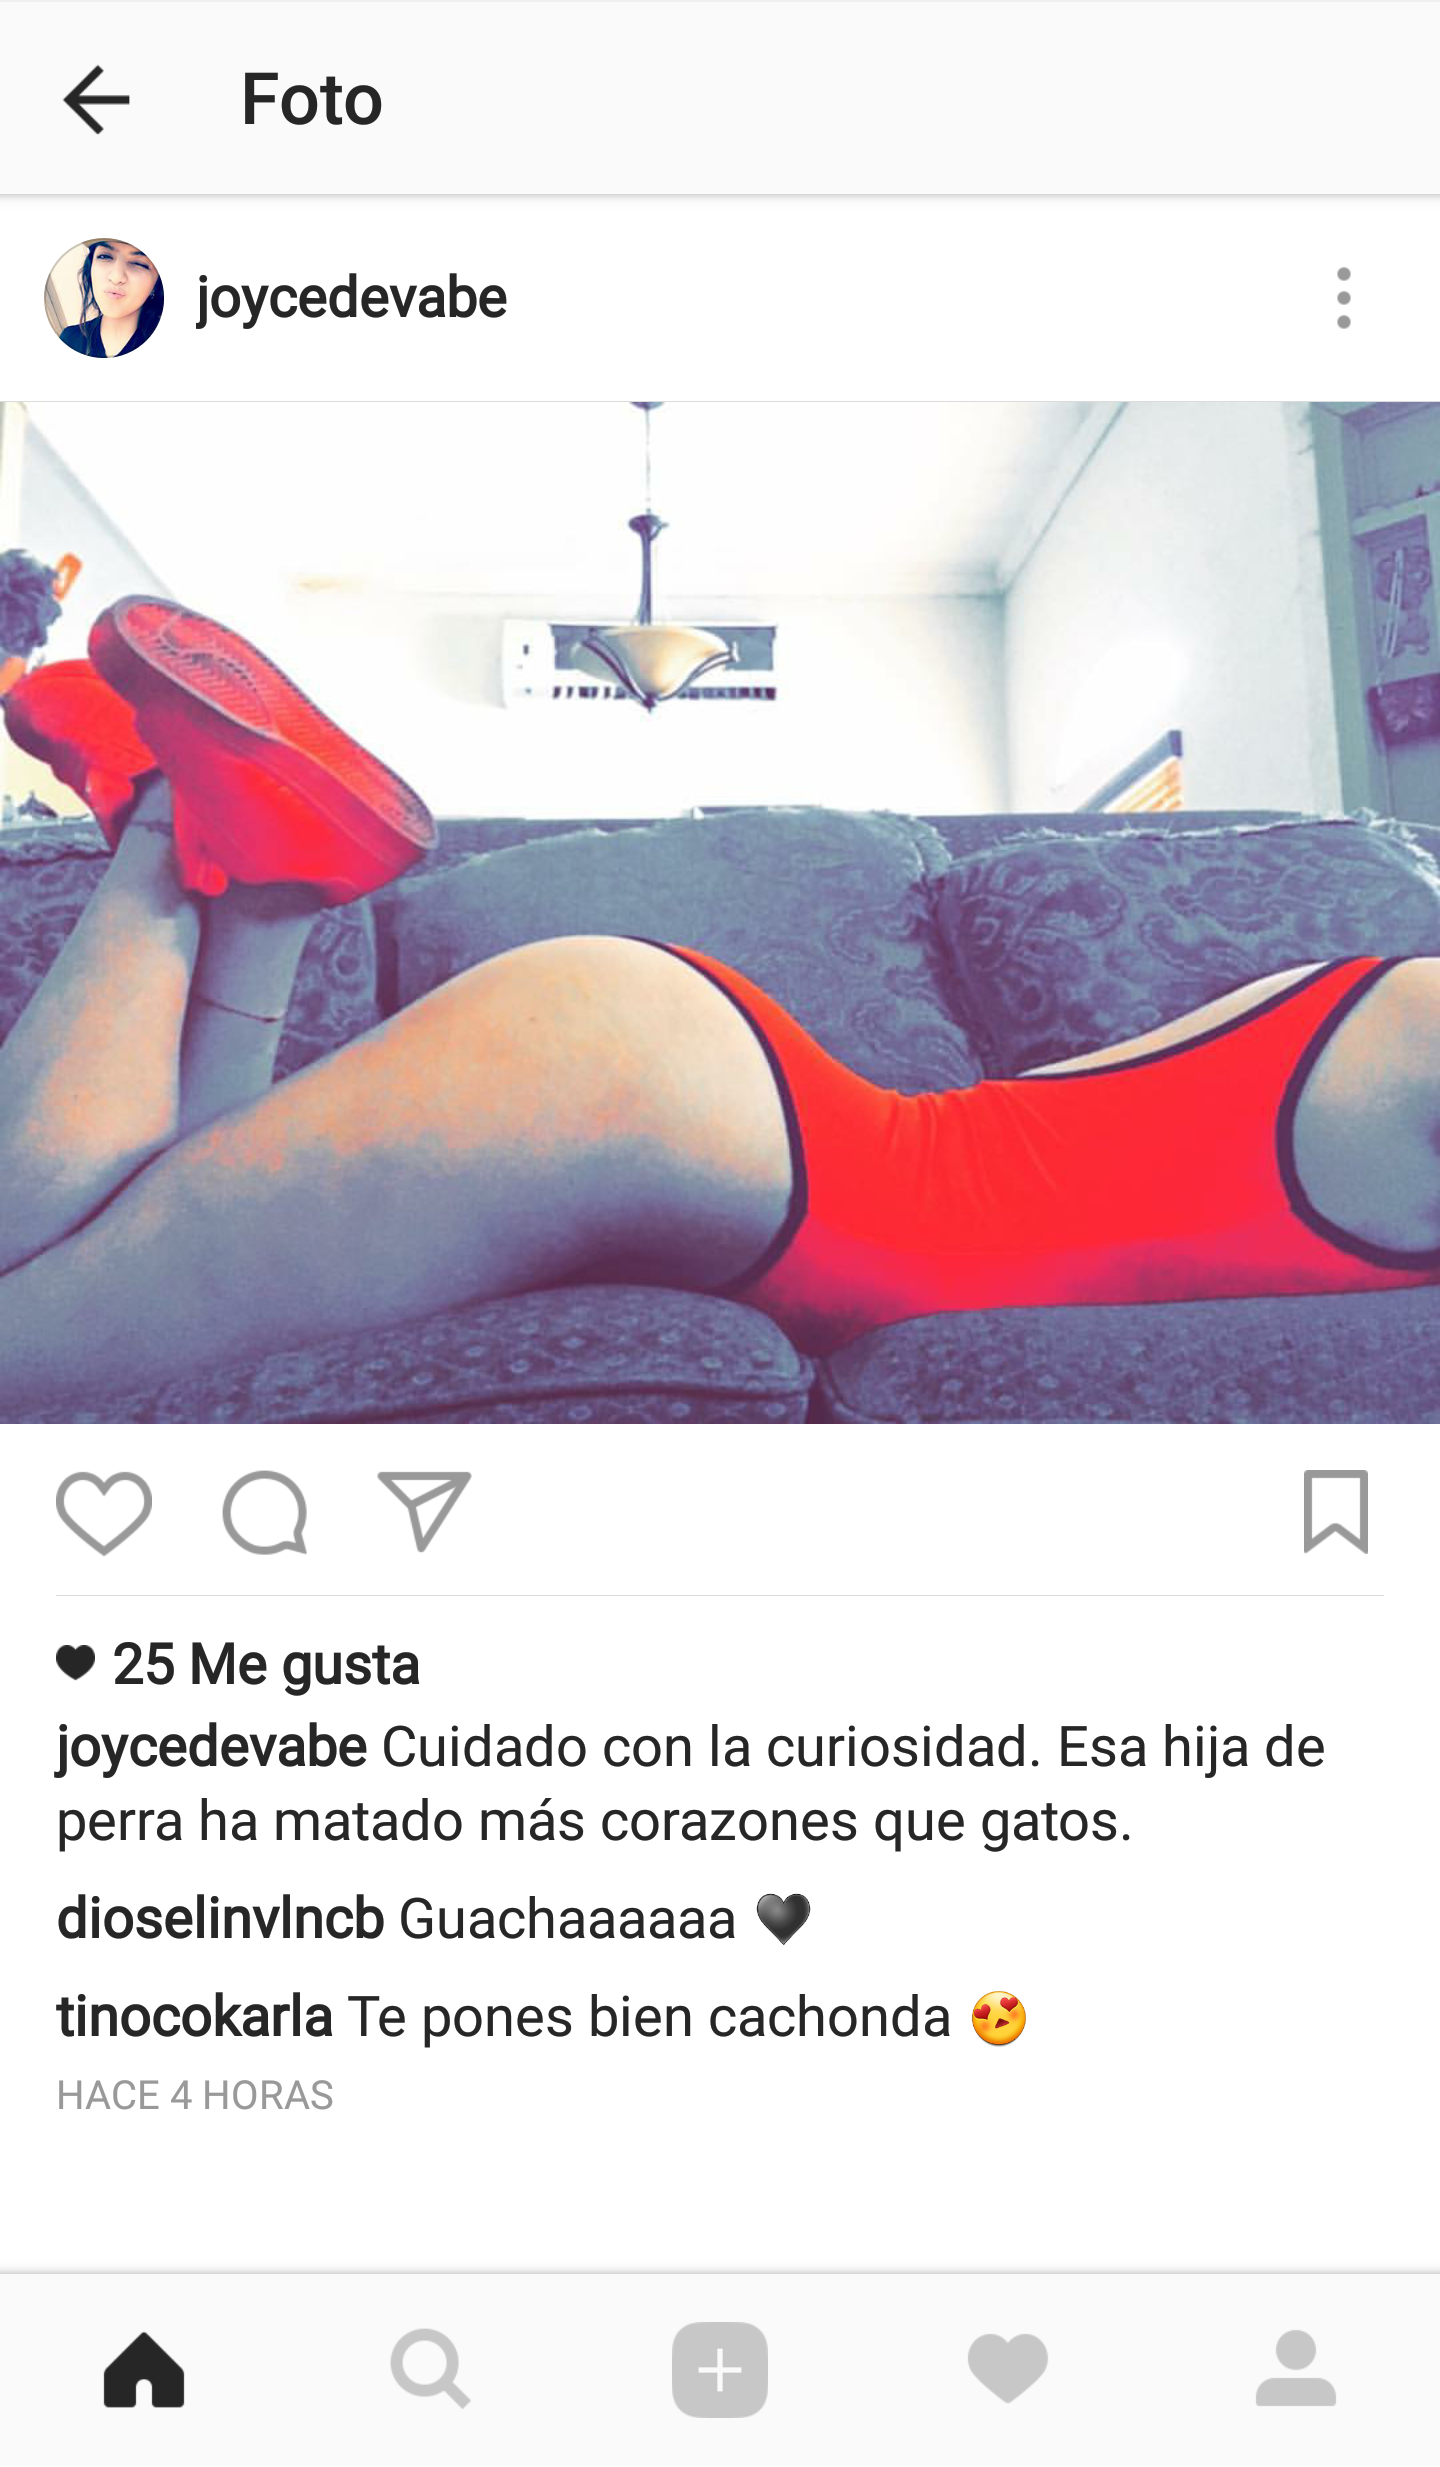 Foto
joycedevabe
25 Me gusta
joycedevabe Cuidado con la curiosidad. Esa hija de
perra ha matado más corazones que gatos.
dioselinvlncb Guachaaaaaa 🖤
tinocokarla Te pones bien cachonda 😍
HACE 4 HORAS